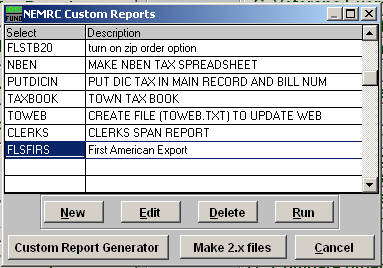 NEMRC Custom Reports
FUND
Select Description
FLSTB20 turn on zip order option
NBEN MAKE NBEN TAX SPREADSHEET
PUTDICIN PUT DIC TAX IN MAIN RECORD AND BILL NUM
TAXBOOK TOWN TAX BOOK
TOWEB CREATE FILE (TOWEB.TXT) TO UPDATE WEB
CLERKS CLERKS SPAN REPORT
FLSFIRS First American Export
New Edit Delete Run
Custom Report Generator Make 2.x files Cancel